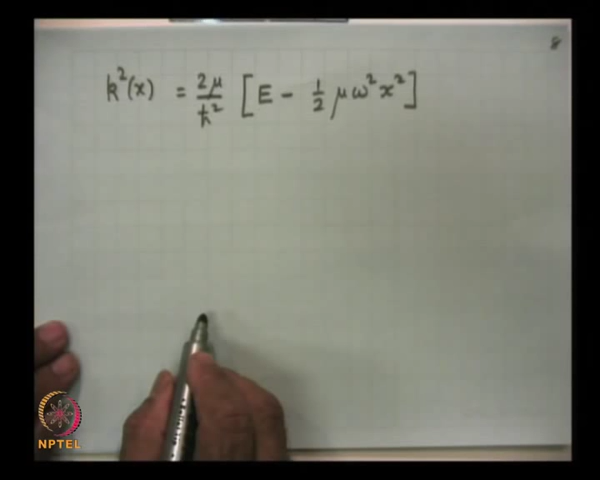 8
k²(x) = 2μ/ħ² [E - 1/2 μω²x²]
NPTEL